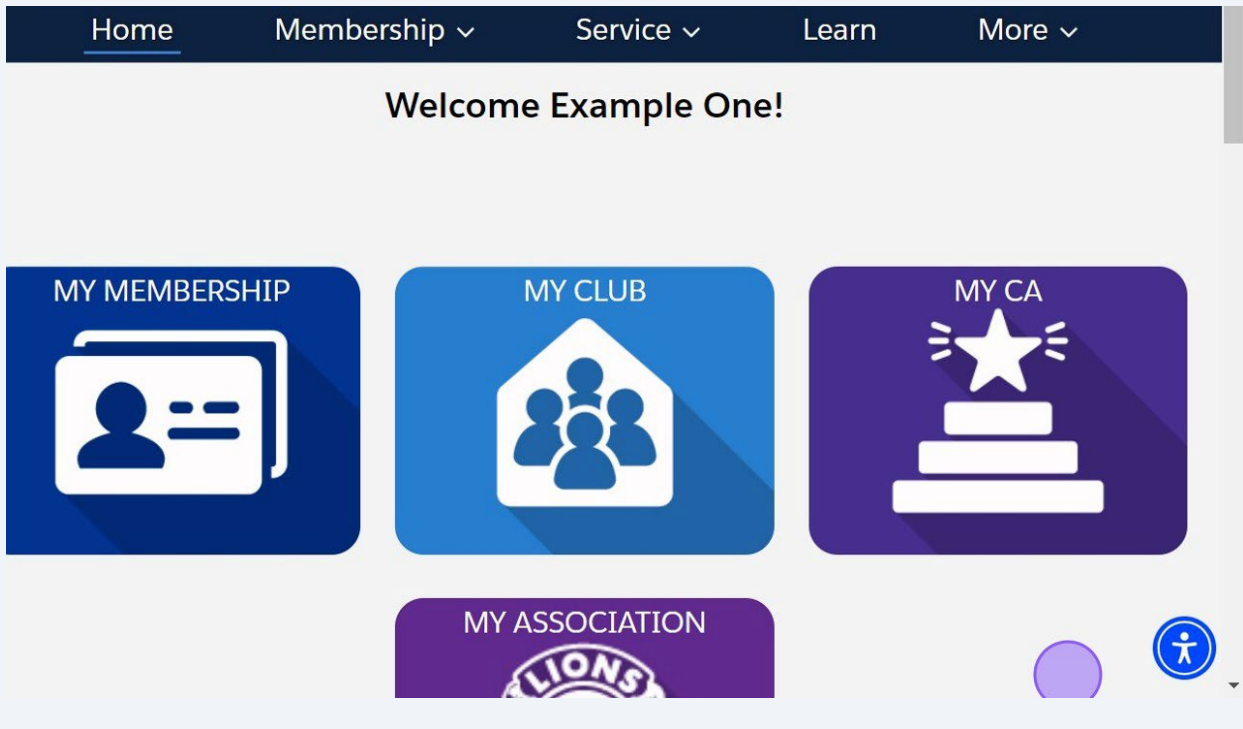 Home Membership Service Learn More
Welcome Example One!
MY MEMBERSHIP MY CLUB MY CA
MY ASSOCIATION
LIONS